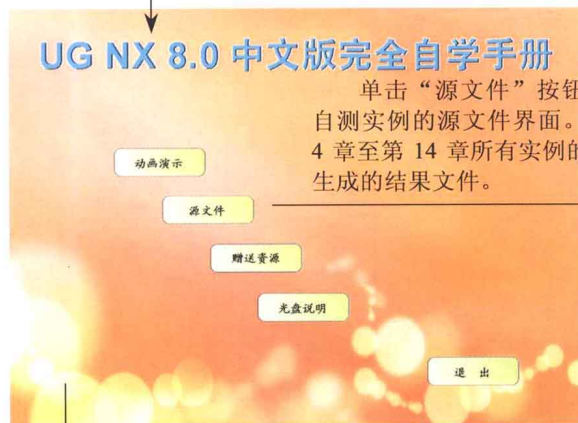 UG NX 8.0 中文版完全自学手册
单击“源文件”按钮
自测实例的源文件界面。
4 章至第 14 章所有实例的
生成的结果文件。
动画演示
源文件
赠送资源
光盘说明
退 出